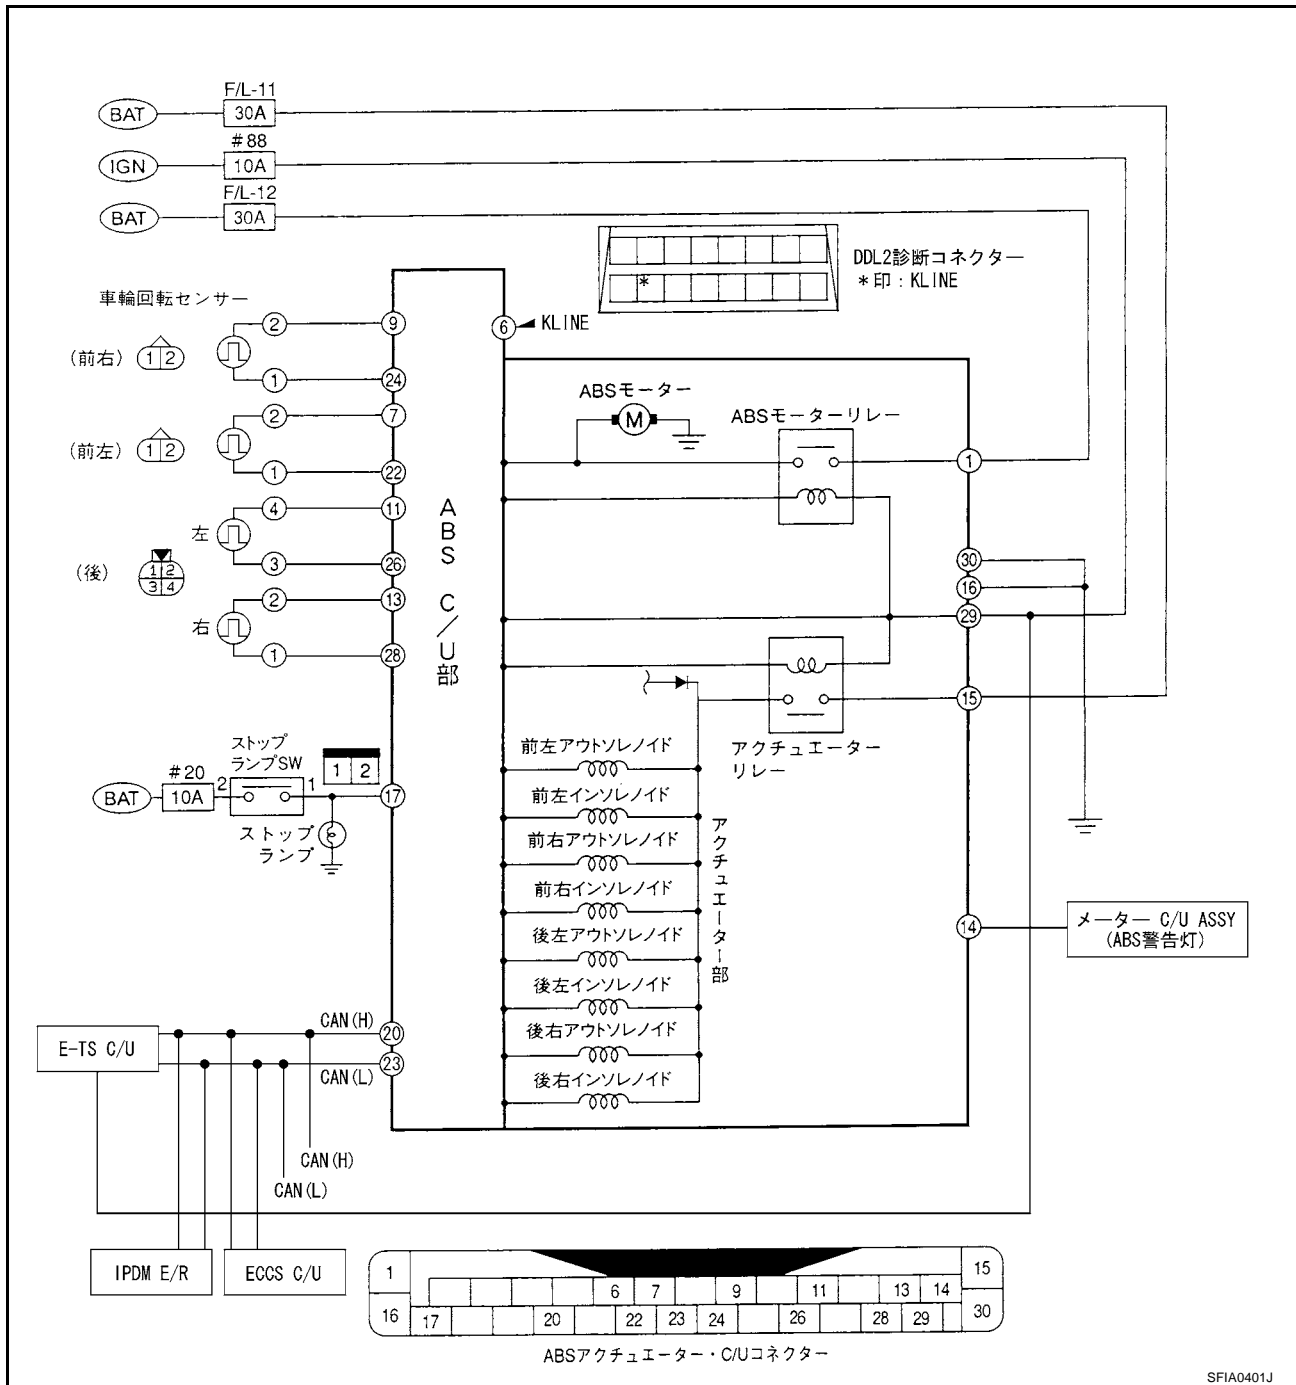 F/L-11
BAT
30A
#88
IGN
10A
F/L-12
BAT
30A
DDL2診断コネクター
*
*印:KLINE
車輪回転センサー
2
9
6
KLINE
(前右)
1 2
1
24
ABSモーター
M
ABSモーターリレー
2
7
(前左)
1 2
1
22
1
ABS C/U部
4
11
左
3
26
(後)
1 2
3 4
2
13
右
1
28
30
16
29
15
アクチュエーター
リレー
ストップ
ランプSW
1 2
#20
BAT
10A
2
1
17
ストップ
ランプ
前左アウトソレノイド
前左インソレノイド
前右アウトソレノイド
前右インソレノイド
後左アウトソレノイド
後左インソレノイド
後右アウトソレノイド
後右インソレノイド
アクチュエーター部
14
メーター C/U ASSY
(ABS警告灯)
E-TS C/U
CAN(H)
20
CAN(L)
23
CAN(H)
CAN(L)
IPDM E/R
ECCS C/U
1
15
6 7 9 11 13 14
16
30
17 20 22 23 24 26 28 29
ABSアクチュエーター・C/Uコネクター
SFIA0401J